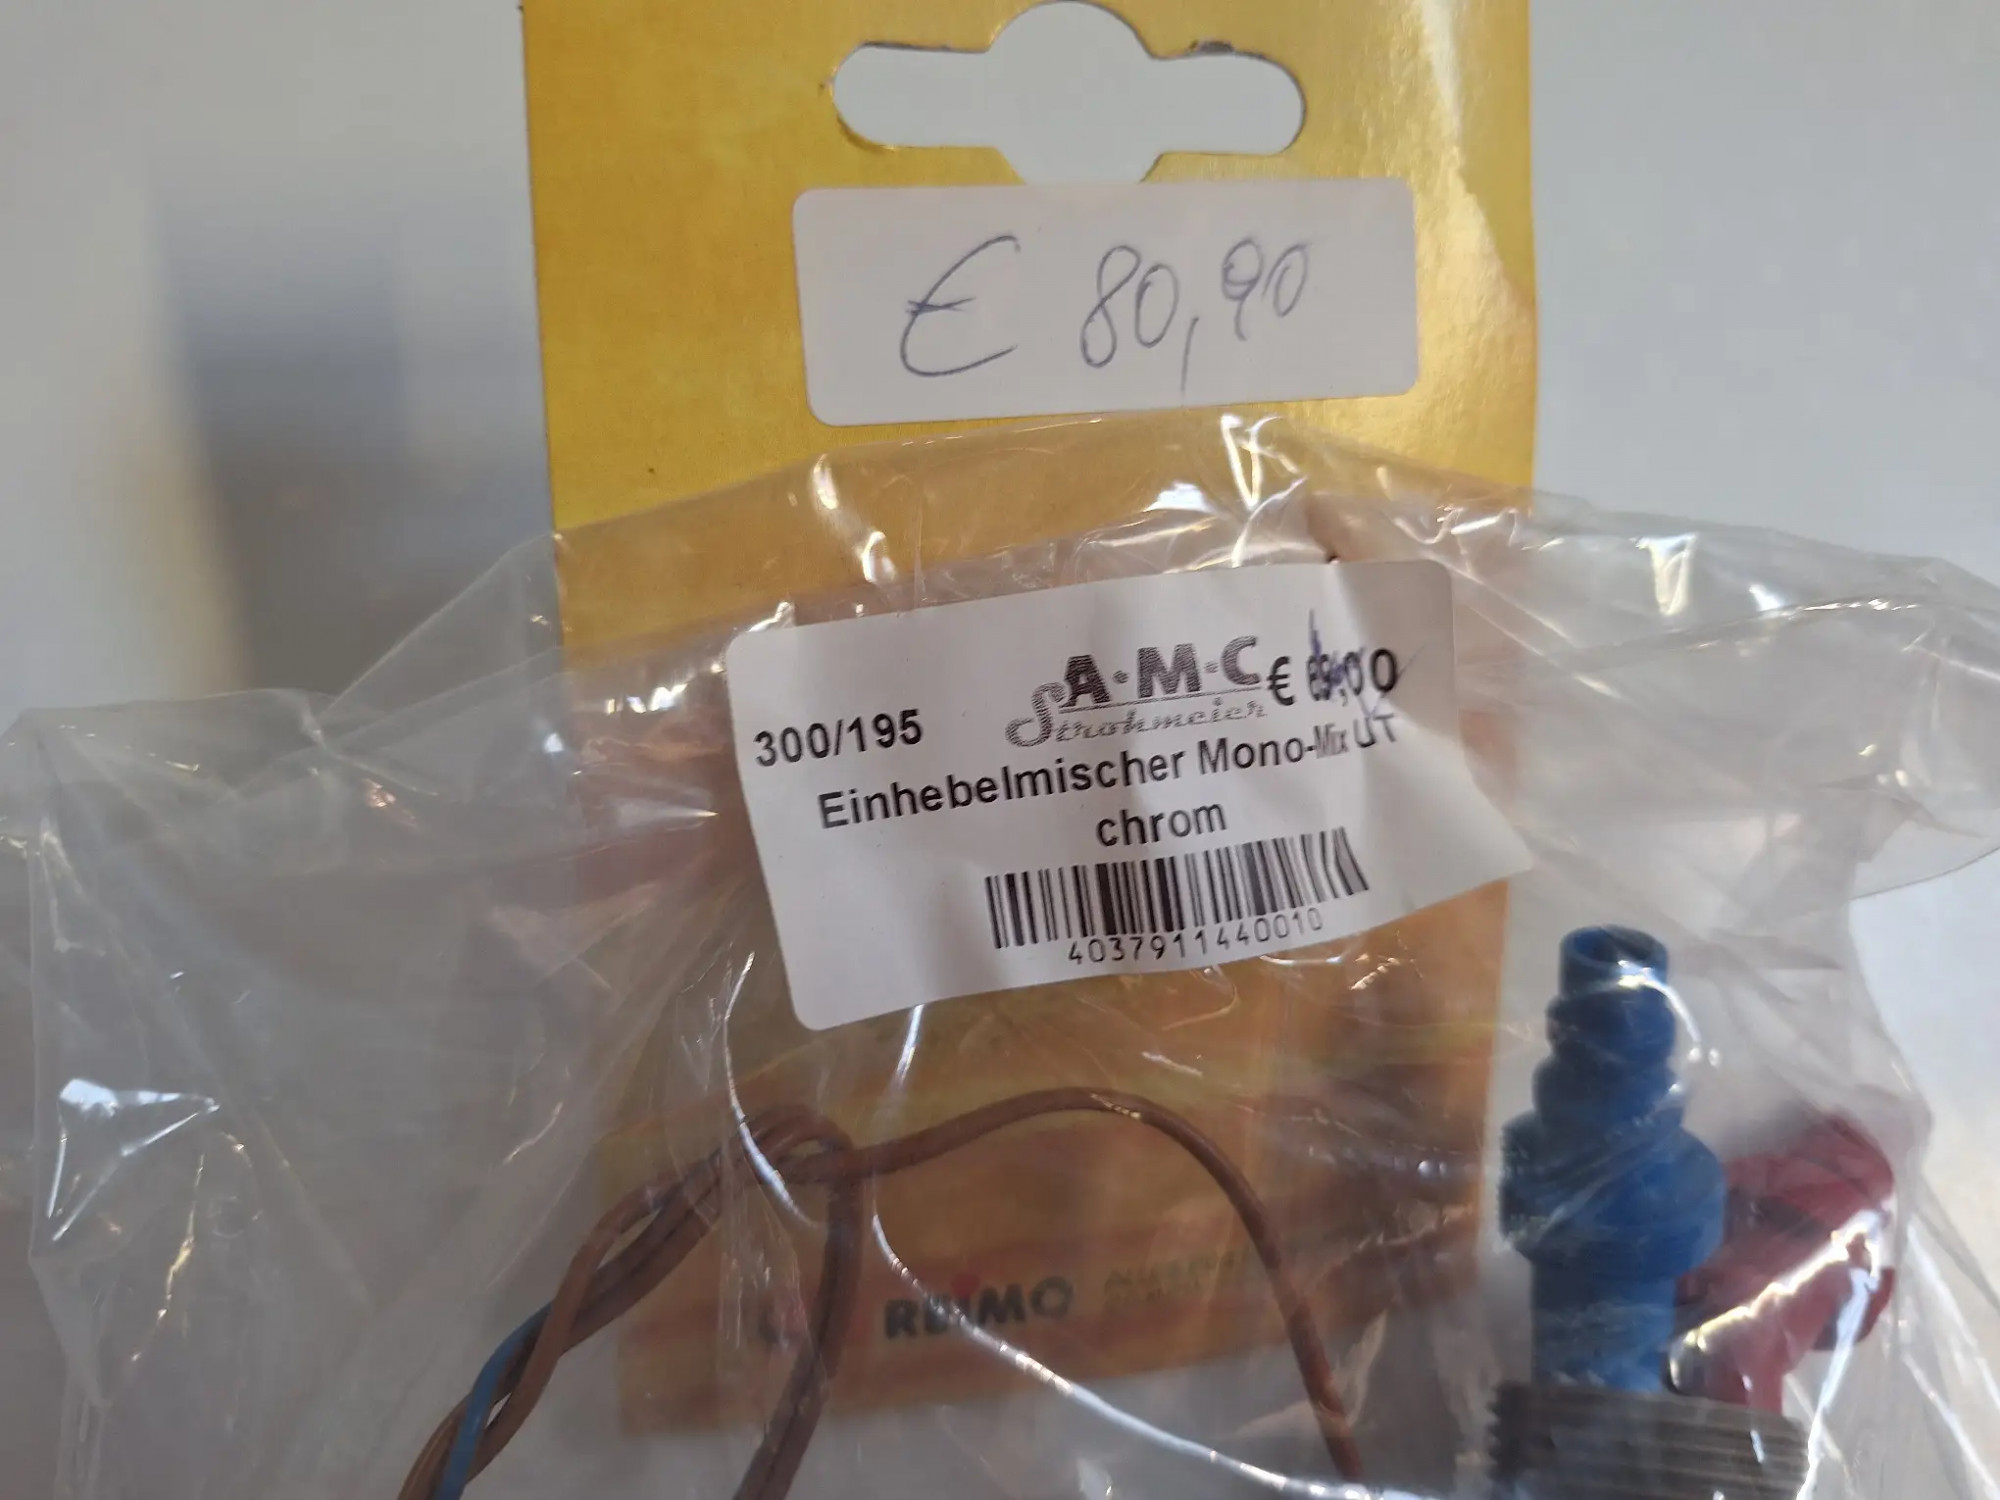 € 80,90
A·M·C €
300/195 Strohmeier
Einhebelmischer Mono-Mix UT
chrom
4037911440010
REIMO